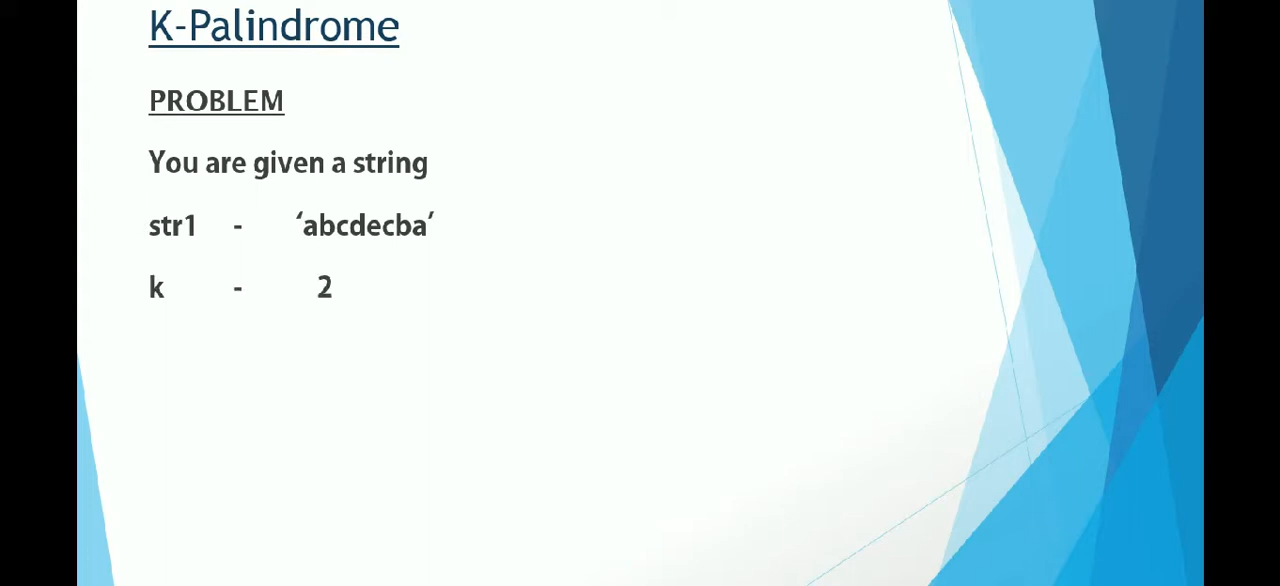 K-Palindrome
PROBLEM
You are given a string
str1 - ‘abcdecba’
k - 2